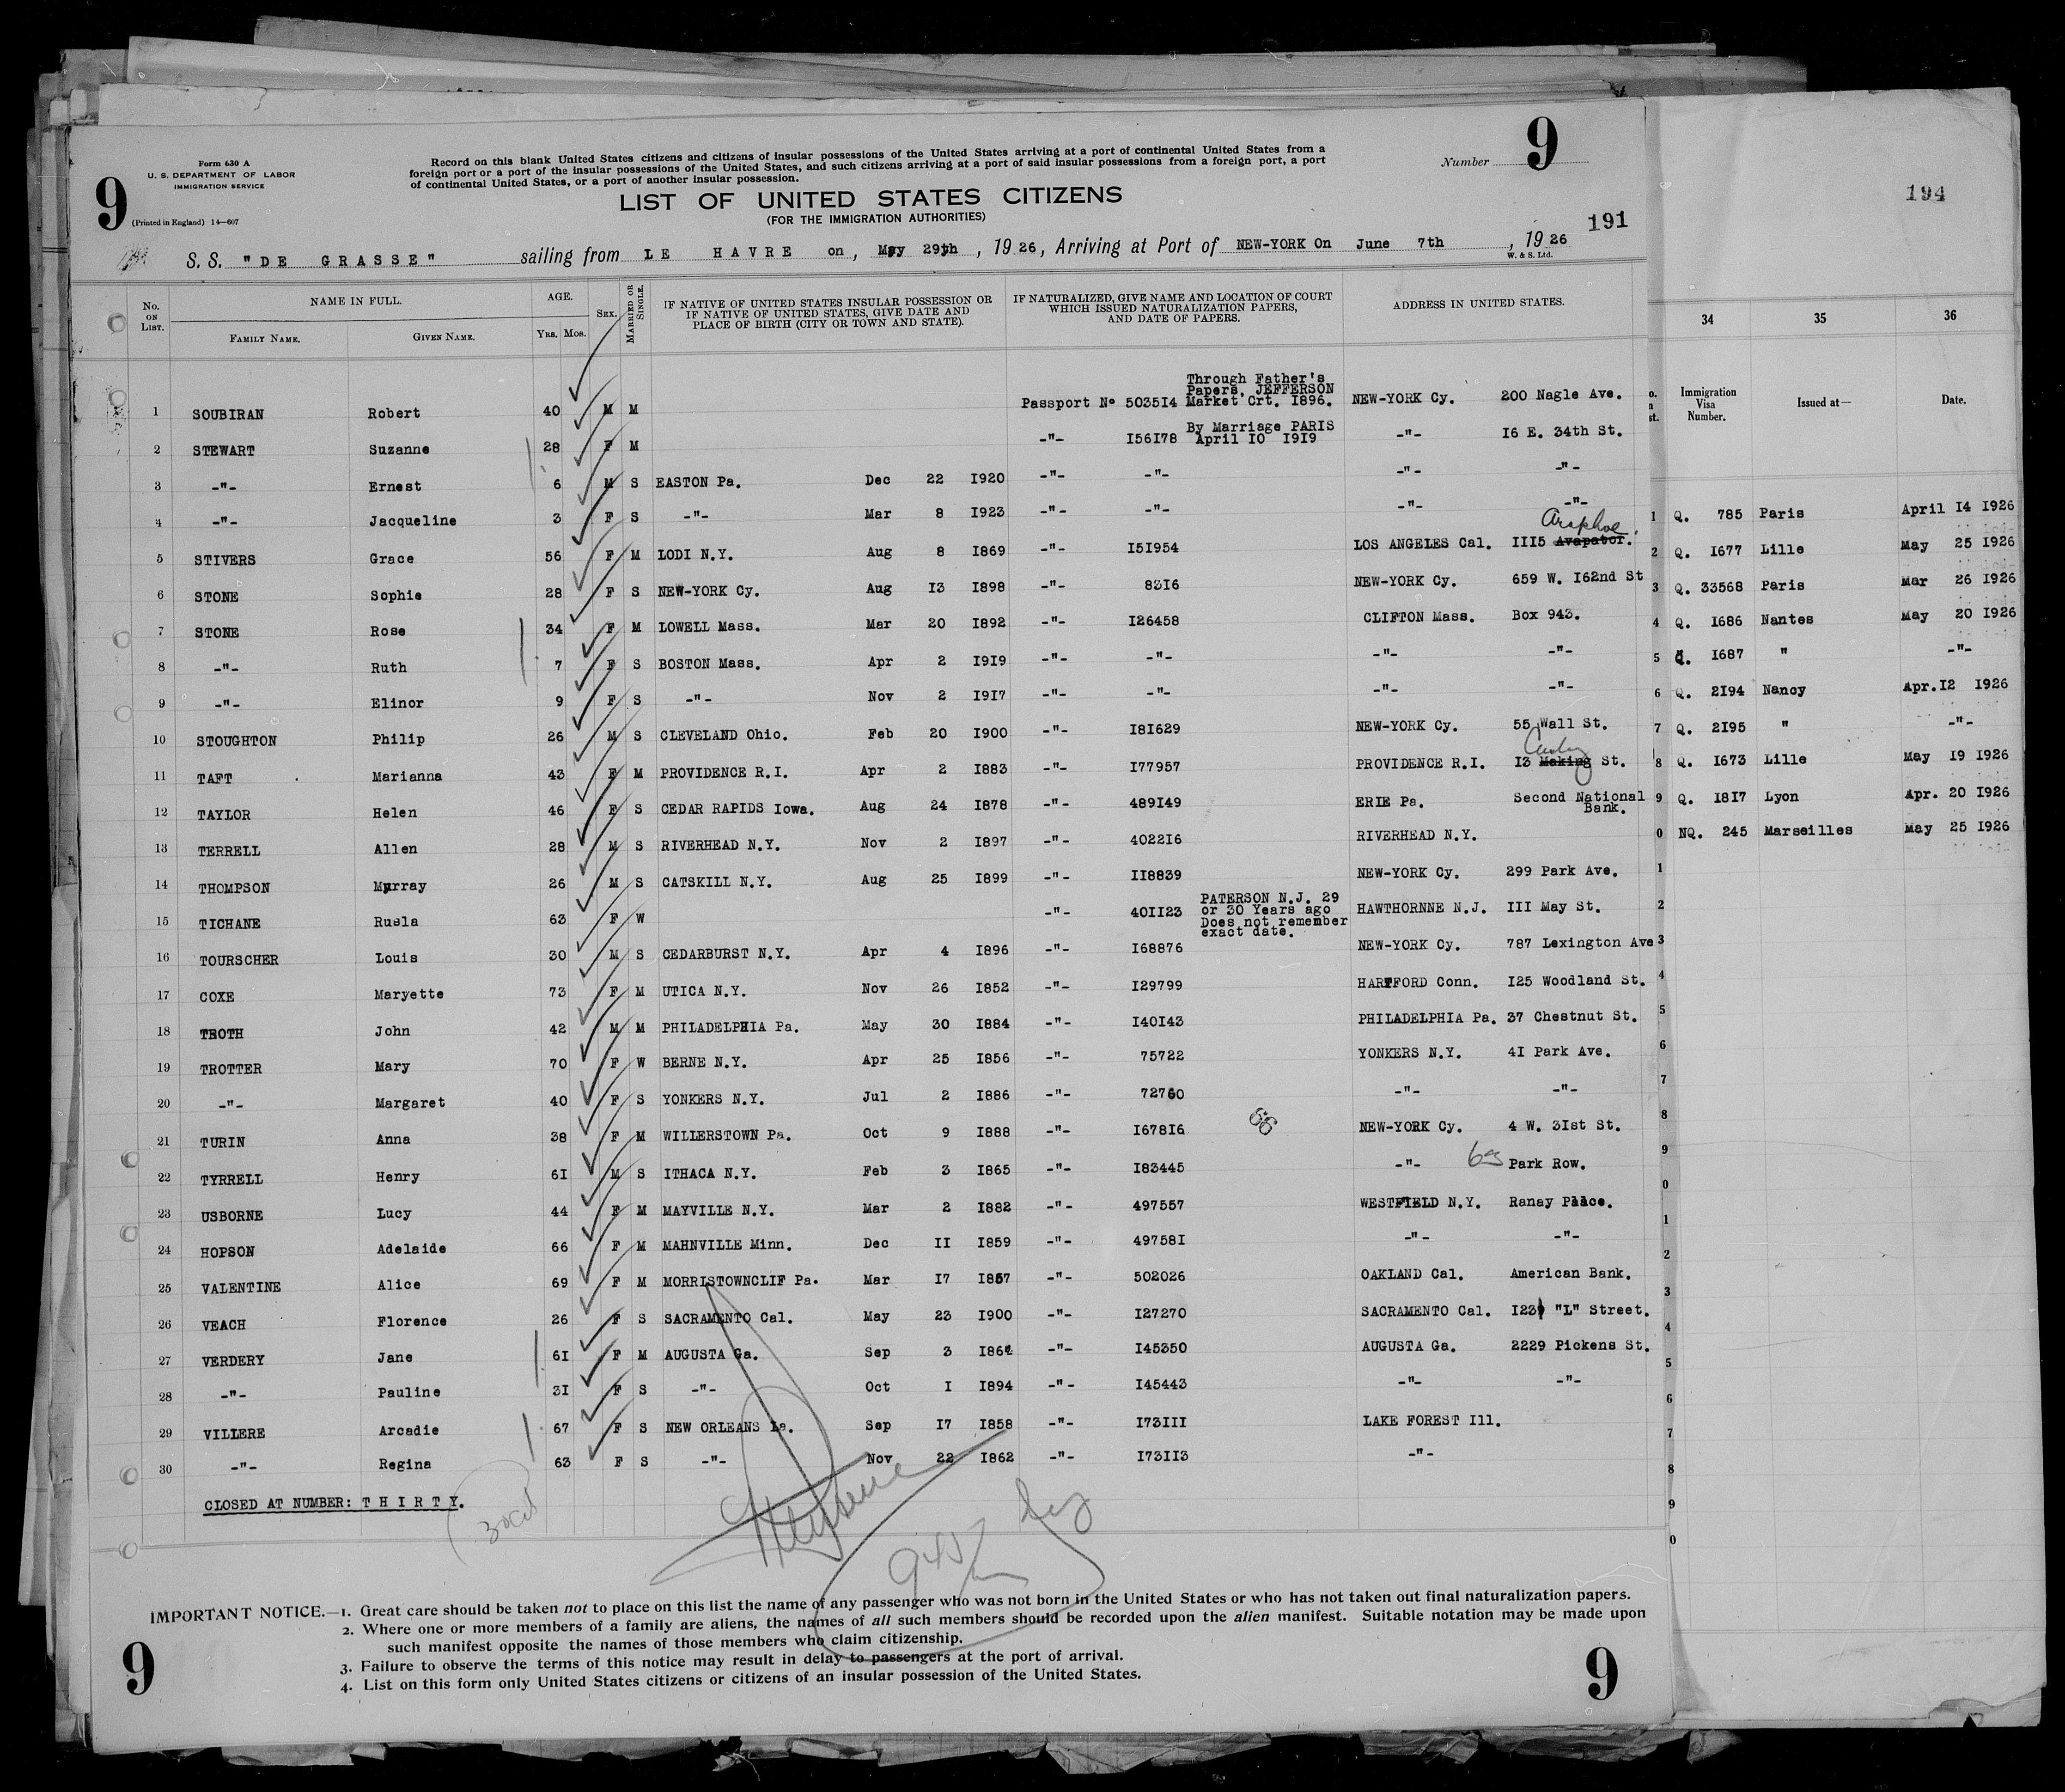 9
Form 630 A
U. S. DEPARTMENT OF LABOR
IMMIGRATION SERVICE
(Printed in England) 14—607
Record on this blank United States citizens and citizens of insular possessions of the United States arriving at a port of continental United States from a
foreign port or a port of the insular possessions of the United States, and such citizens arriving at a port of said insular possessions from a foreign port, a port
of continental United States, or a port of another insular possession.
Number 9
LIST OF UNITED STATES CITIZENS
(FOR THE IMMIGRATION AUTHORITIES)
191
194
S. S. "DE GRASSE" sailing from LE HAVRE on, May 29th, 1926, Arriving at Port of NEW-YORK On June 7th, 1926
W. & S. Ltd.
No. ON LIST. NAME IN FULL. FAMILY NAME. GIVEN NAME. AGE. YRS. MOS. SEX. MARRIED OR SINGLE. IF NATIVE OF UNITED STATES INSULAR POSSESSION OR IF NATIVE OF UNITED STATES, GIVE DATE AND PLACE OF BIRTH (CITY OR TOWN AND STATE). IF NATURALIZED, GIVE NAME AND LOCATION OF COURT WHICH ISSUED NATURALIZATION PAPERS, AND DATE OF PAPERS. ADDRESS IN UNITED STATES.
1 SOUBIRAN Robert 40 M M Passport No 503514 Through Father's Papers, JEFFERSON Market Crt. 1896. NEW-YORK Cy. 200 Nagle Ave.
2 STEWART Suzanne 28 F M -"- 156178 By Marriage PARIS April 10 1919 -"- 16 E. 34th St.
3 -"- Ernest 6 M S EASTON Pa. Dec 22 1920 -"- -"- -"- -"-
4 -"- Jacqueline 3 F S -"- Mar 8 1923 -"- -"- -"- -"-
5 STIVERS Grace 56 F M LODI N.Y. Aug 8 1869 -"- 151954 LOS ANGELES Cal. 1115 Avapator.
6 STONE Sophie 28 F S NEW-YORK Cy. Aug 13 1898 -"- 8316 NEW-YORK Cy. 659 W. 162nd St
7 STONE Rose 34 F M LOWELL Mass. Mar 20 1892 -"- 126458 CLIFTON Mass. Box 943.
8 -"- Ruth 7 F S BOSTON Mass. Apr 2 1919 -"- -"- -"- -"-
9 -"- Elinor 9 F S -"- Nov 2 1917 -"- -"- -"- -"-
10 STOUGHTON Philip 26 M S CLEVELAND Ohio. Feb 20 1900 -"- 181629 NEW-YORK Cy. 55 Wall St.
11 TAFT Marianna 43 F M PROVIDENCE R.I. Apr 2 1883 -"- 177957 PROVIDENCE R.I. 13 Making St.
12 TAYLOR Helen 46 F S CEDAR RAPIDS Iowa. Aug 24 1878 -"- 489149 ERIE Pa. Second National Bank.
13 TERRELL Allen 28 M S RIVERHEAD N.Y. Nov 2 1897 -"- 402216 RIVERHEAD N.Y.
14 THOMPSON Murray 26 M S CATSKILL N.Y. Aug 25 1899 -"- 118839 NEW-YORK Cy. 299 Park Ave.
15 TICHANE Rusla 63 F W -"- 401123 PATERSON N.J. 29 or 30 Years ago Does not remember exact date. HAWTHORNNE N.J. 111 May St.
16 TOURSCHER Louis 30 M S CEDARBURST N.Y. Apr 4 1896 -"- 168876 NEW-YORK Cy. 787 Lexington Ave
17 COXE Maryette 73 F M UTICA N.Y. Nov 26 1852 -"- 129799 HARTFORD Conn. 125 Woodland St.
18 TROTH John 42 M M PHILADELPHIA Pa. May 30 1884 -"- 140143 PHILADELPHIA Pa. 37 Chestnut St.
19 TROTTER Mary 70 F W BERNE N.Y. Apr 25 1856 -"- 75722 YONKERS N.Y. 41 Park Ave.
20 -"- Margaret 40 F S YONKERS N.Y. Jul 2 1886 -"- 72760 -"- -"-
21 TURIN Anna 38 F M WILLERSTOWN Pa. Oct 9 1888 -"- 167816 NEW-YORK Cy. 4 W. 31st St.
22 TYRRELL Henry 61 M S ITHACA N.Y. Feb 3 1865 -"- 183445 -"- 63 Park Row.
23 USBORNE Lucy 44 F M MAYVILLE N.Y. Mar 2 1882 -"- 497557 WESTFIELD N.Y. Ranay Place.
24 HOPSON Adelaide 66 F M MAHNVILLE Minn. Dec 11 1859 -"- 497581 -"- -"-
25 VALENTINE Alice 69 F M MORRISTOWNCLIF Pa. Mar 17 1857 -"- 502026 OAKLAND Cal. American Bank.
26 VEACH Florence 26 F S SACRAMENTO Cal. May 23 1900 -"- 127270 SACRAMENTO Cal. 1231 "L" Street.
27 VERDERY Jane 61 F M AUGUSTA Ga. Sep 3 1864 -"- 145350 AUGUSTA Ga. 2229 Pickens St.
28 -"- Pauline 31 F S -"- Oct 1 1894 -"- 145443 -"- -"-
29 VILLERE Arcadie 67 F S NEW ORLEANS La. Sep 17 1858 -"- 173111 LAKE FOREST Ill.
30 -"- Regina 63 F S -"- Nov 22 1862 -"- 173113 -"-
CLOSED AT NUMBER: THIRTY.
IMPORTANT NOTICE.—1. Great care should be taken not to place on this list the name of any passenger who was not born in the United States or who has not taken out final naturalization papers.
2. Where one or more members of a family are aliens, the names of all such members should be recorded upon the alien manifest. Suitable notation may be made upon
such manifest opposite the names of those members who claim citizenship.
3. Failure to observe the terms of this notice may result in delay to passengers at the port of arrival.
4. List on this form only United States citizens or citizens of an insular possession of the United States.
9
9
34 35 36
Immigration Visa Number. Issued at— Date.
1 Q. 785 Paris April 14 1926
2 Q. 1677 Lille May 25 1926
3 Q. 33568 Paris Mar 26 1926
4 Q. 1686 Nantes May 20 1926
5 Q. 1687 " -"-
6 Q. 2194 Nancy Apr. 12 1926
7 Q. 2195 " -"-
8 Q. 1673 Lille May 19 1926
9 Q. 1817 Lyon Apr. 20 1926
0 NQ. 245 Marseilles May 25 1926
1
2
3
4
5
6
7
8
9
0
1
2
3
4
5
6
7
8
9
0